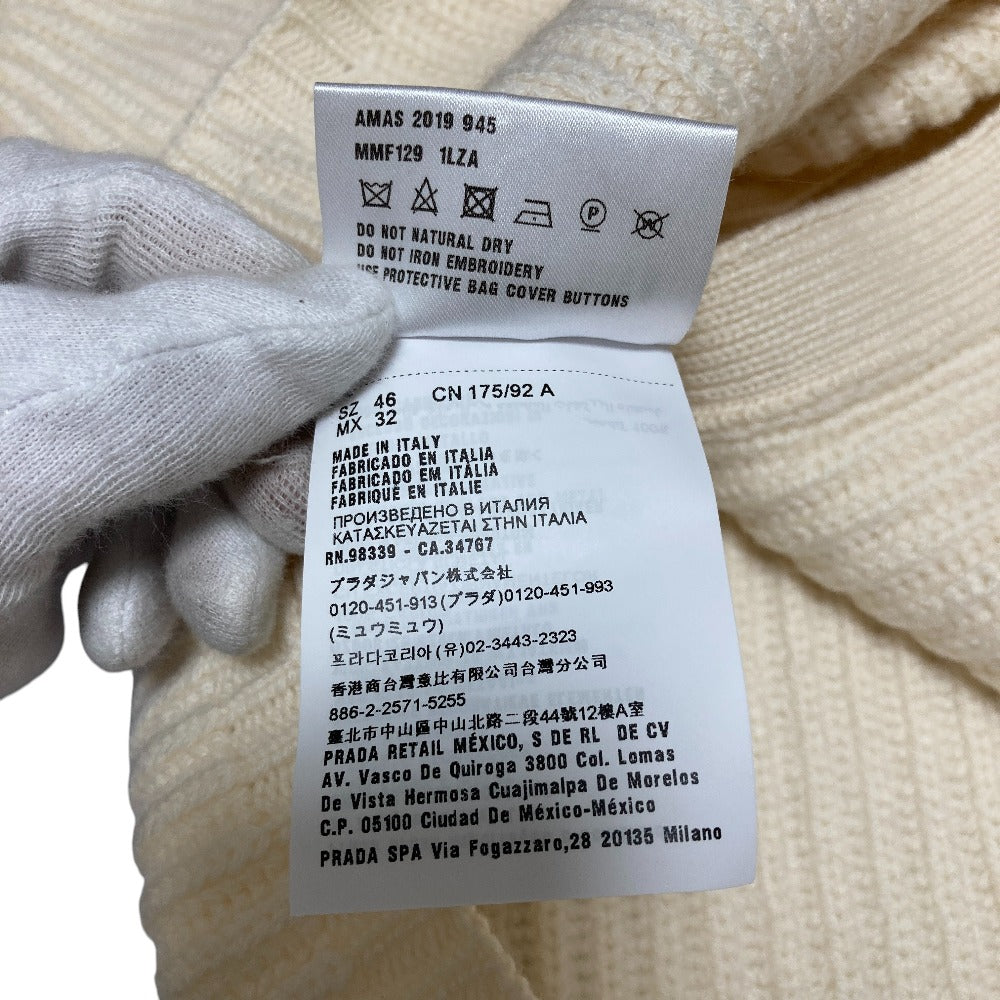 AMAS 2019 945
MMF129 1LZA
P
DO NOT NATURAL DRY
DO NOT IRON EMBROIDERY
USE PROTECTIVE BAG COVER BUTTONS
SZ 46 CN 175/92 A
MX 32
MADE IN ITALY
FABRICADO EN ITALIA
FABRICADO EM ITÁLIA
FABRIQUÉ EN ITALIE
ПРОИЗВЕДЕНО В ИТАЛИЯ
ΚΑΤΑΣΚΕΥΑΖΕΤΑΙ ΣΤΗΝ ΙΤΑLIΑ
RN.98339 - CA.34767
プラダジャパン株式会社
0120-451-913(プラダ)0120-451-993
(ミュウミュウ)
프라다코리아(유)02-3443-2323
香港商台灣意比有限公司台灣分公司
886-2-2571-5255
臺北市中山區中山北路二段44號12樓A室
PRADA RETAIL MÉXICO, S DE RL DE CV
AV. Vasco De Quiroga 3800 Col. Lomas
De Vista Hermosa Cuajimalpa De Morelos
C.P. 05100 Ciudad De México-México
PRADA SPA Via Fogazzaro,28 20135 Milano